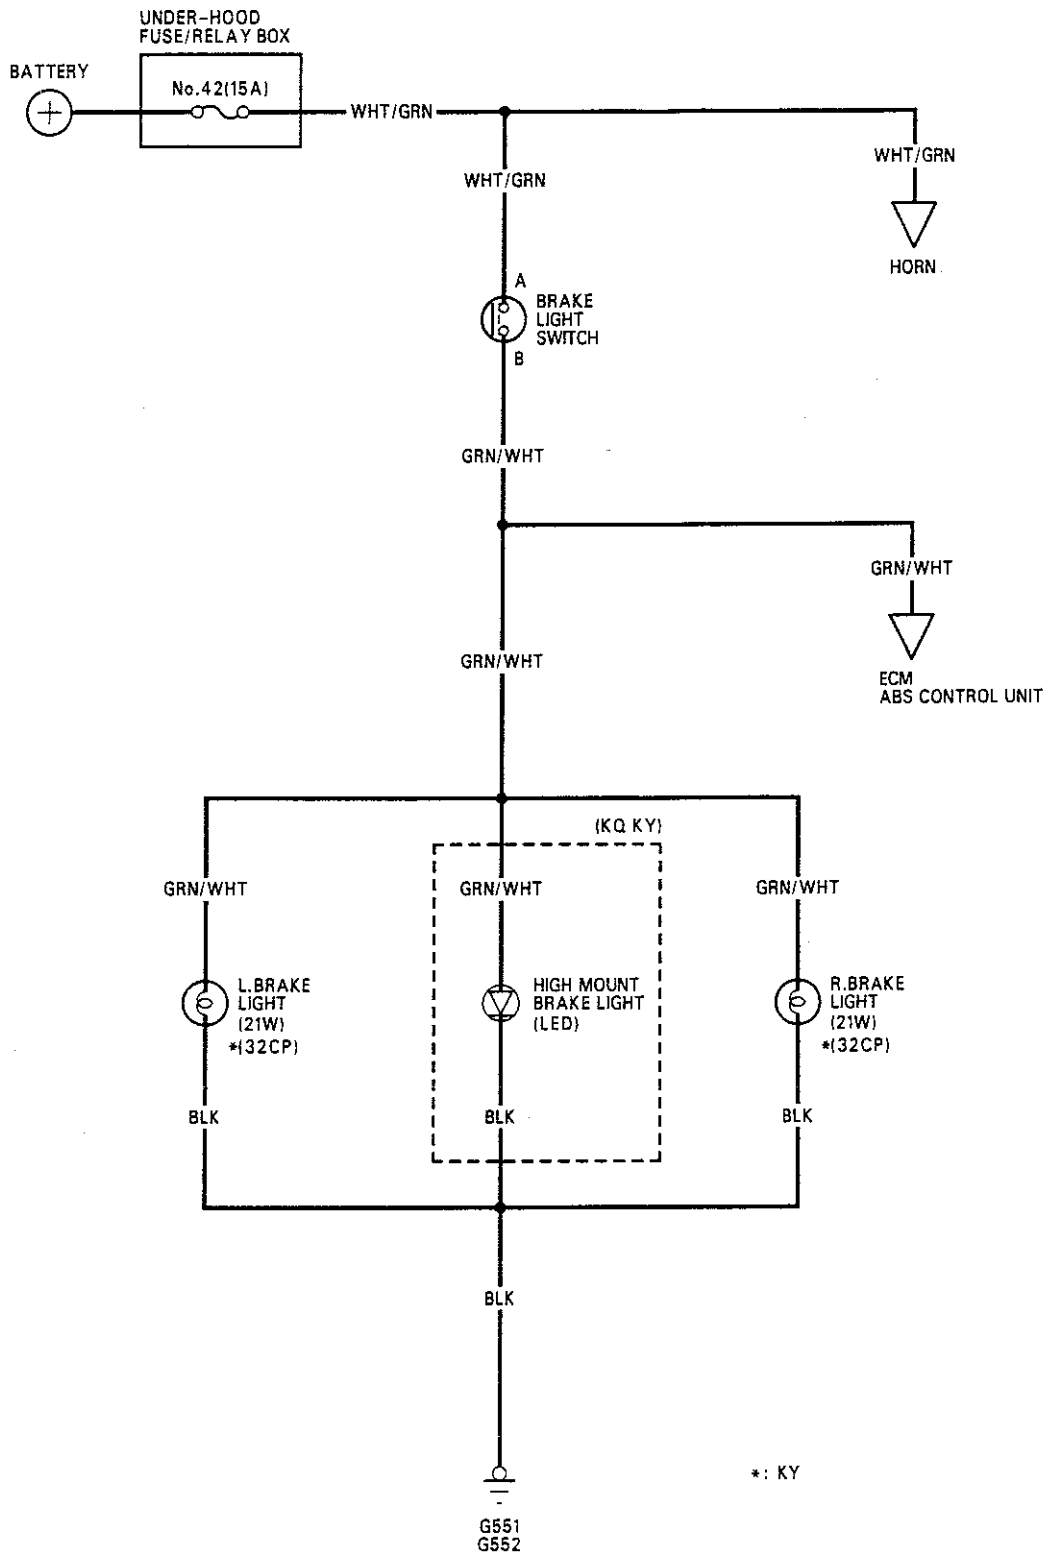 UNDER-HOOD
FUSE/RELAY BOX
BATTERY
No.42(15A)
WHT/GRN
WHT/GRN
WHT/GRN
HORN
A
BRAKE
LIGHT
SWITCH
B
GRN/WHT
GRN/WHT
GRN/WHT
ECM
ABS CONTROL UNIT
(KQ KY)
GRN/WHT
GRN/WHT
GRN/WHT
L.BRAKE
LIGHT
(21W)
*(32CP)
HIGH MOUNT
BRAKE LIGHT
(LED)
R.BRAKE
LIGHT
(21W)
*(32CP)
BLK
BLK
BLK
BLK
*: KY
G551
G552